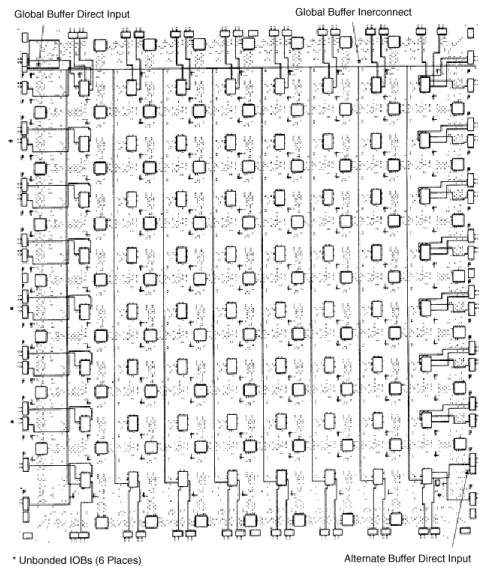 Global Buffer Direct Input
Global Buffer Inerconnect
* Unbonded IOBs (6 Places)
Alternate Buffer Direct Input